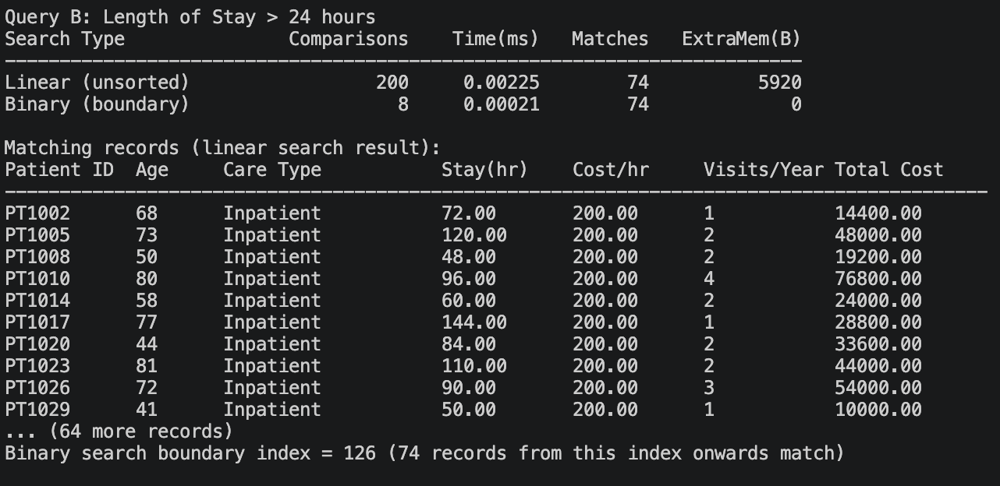 Query B: Length of Stay > 24 hours
Search Type Comparisons Time(ms) Matches ExtraMem(B)
Linear (unsorted) 200 0.00225 74 5920
Binary (boundary) 8 0.00021 74 0
Matching records (linear search result):
Patient ID Age Care Type Stay(hr) Cost/hr Visits/Year Total Cost
PT1002 68 Inpatient 72.00 200.00 1 14400.00
PT1005 73 Inpatient 120.00 200.00 2 48000.00
PT1008 50 Inpatient 48.00 200.00 2 19200.00
PT1010 80 Inpatient 96.00 200.00 4 76800.00
PT1014 58 Inpatient 60.00 200.00 2 24000.00
PT1017 77 Inpatient 144.00 200.00 1 28800.00
PT1020 44 Inpatient 84.00 200.00 2 33600.00
PT1023 81 Inpatient 110.00 200.00 2 44000.00
PT1026 72 Inpatient 90.00 200.00 3 54000.00
PT1029 41 Inpatient 50.00 200.00 1 10000.00
... (64 more records)
Binary search boundary index = 126 (74 records from this index onwards match)